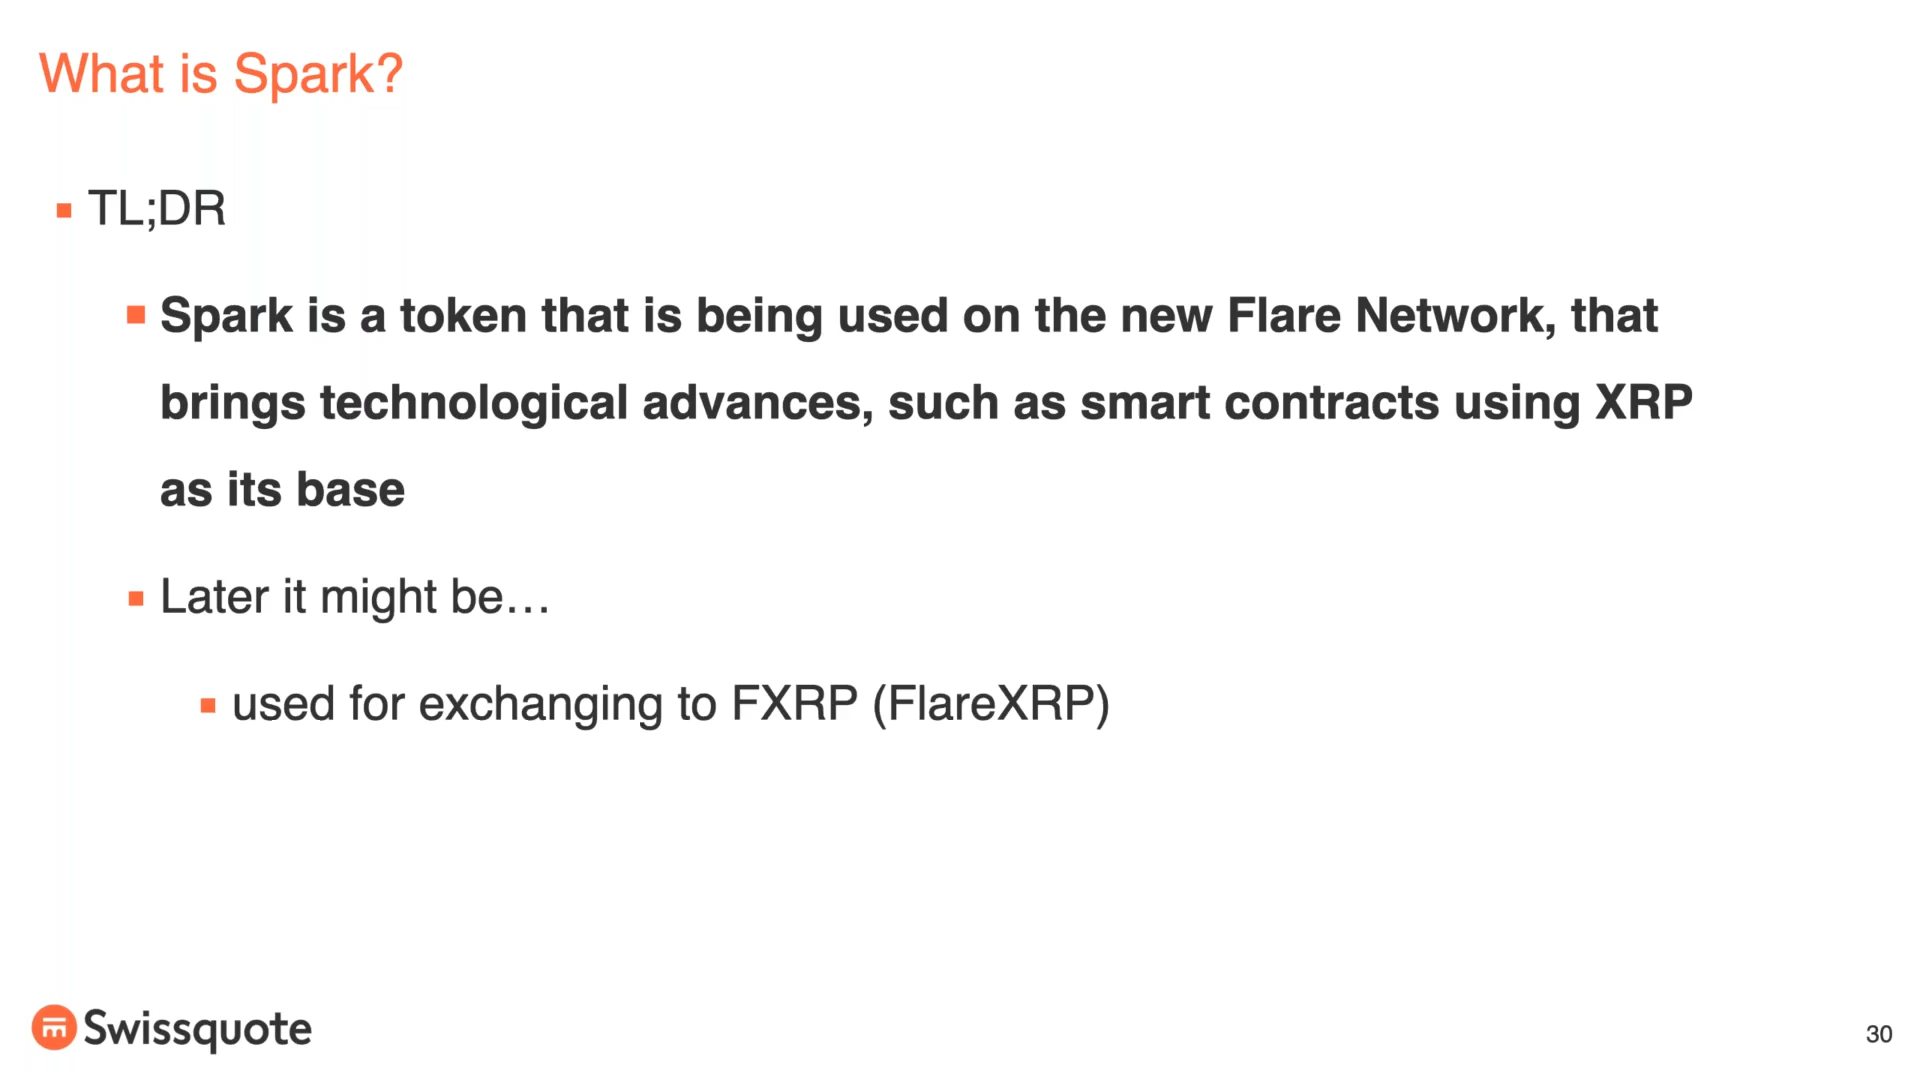 What is Spark?
TL;DR
Spark is a token that is being used on the new Flare Network, that
brings technological advances, such as smart contracts using XRP
as its base
Later it might be…
used for exchanging to FXRP (FlareXRP)
Swissquote
30